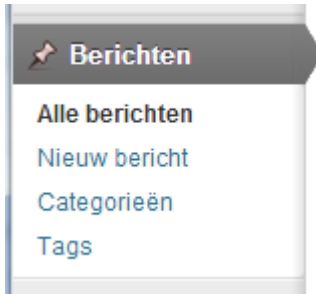 Berichten
Alle berichten
Nieuw bericht
Categorieën
Tags